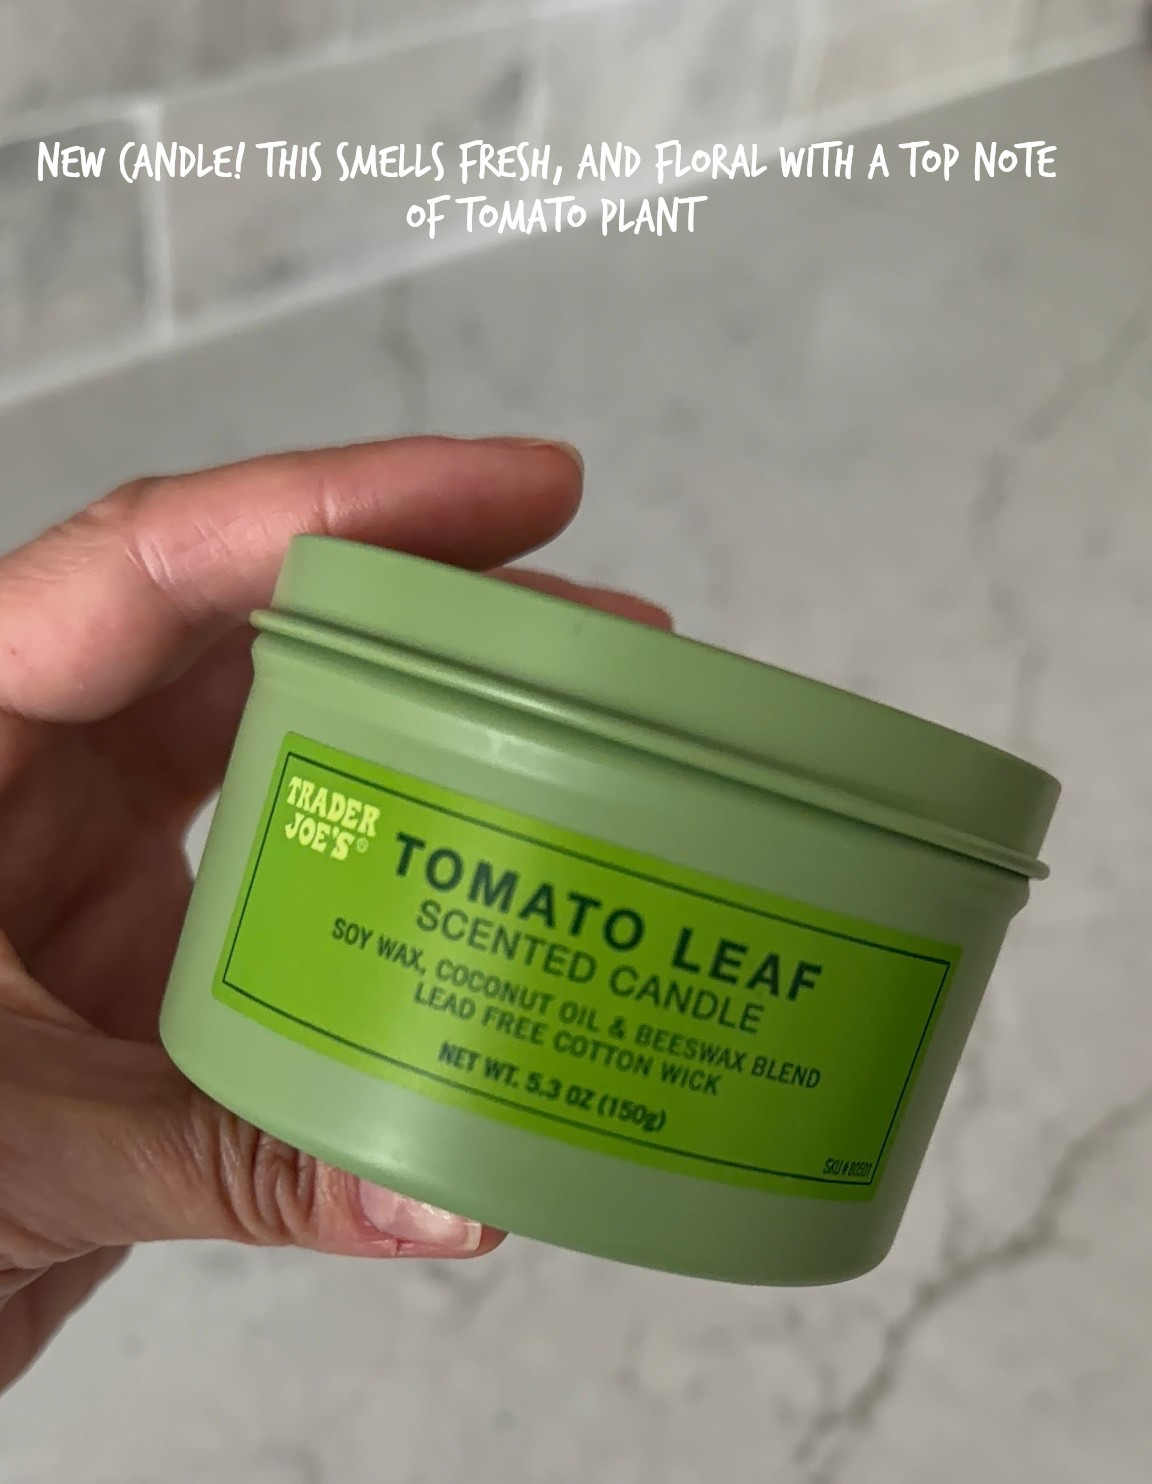 NEW CANDLE! THIS SMELLS FRESH, AND FLORAL WITH A TOP NOTE
OF TOMATO PLANT
TRADER
JOE'S®
TOMATO LEAF
SCENTED CANDLE
SOY WAX, COCONUT OIL & BEESWAX BLEND
LEAD FREE COTTON WICK
NET WT. 5.3 OZ (150g)
SKU#